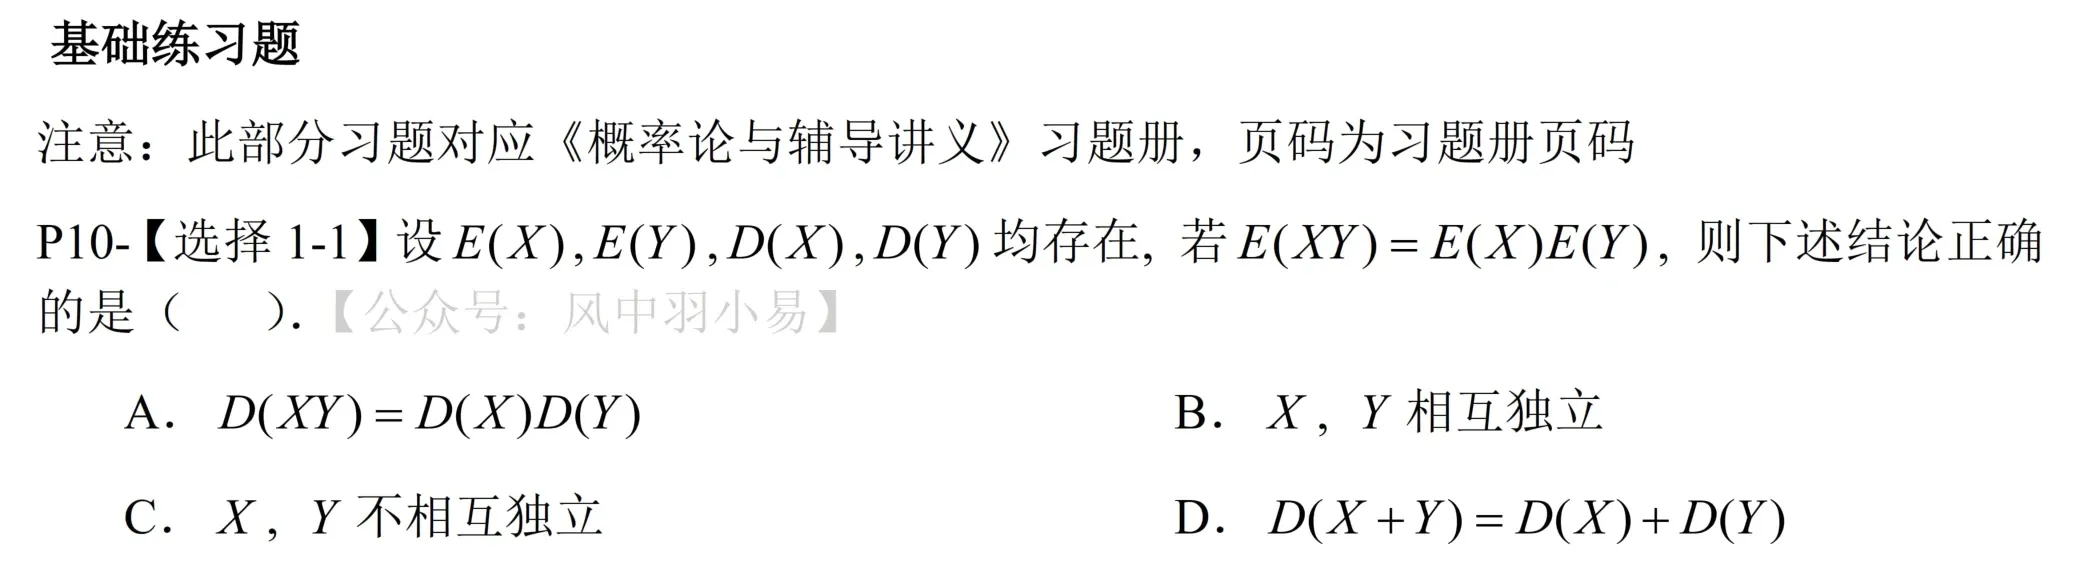 基础练习题
注意：此部分习题对应《概率论与辅导讲义》习题册，页码为习题册页码
P10-【选择 1-1】设 E(X),E(Y),D(X),D(Y) 均存在, 若 E(XY)=E(X)E(Y), 则下述结论正确
的是（ ）.【公众号：风中羽小易】
A. D(XY)=D(X)D(Y) B. X, Y 相互独立
C. X, Y 不相互独立 D. D(X+Y)=D(X)+D(Y)